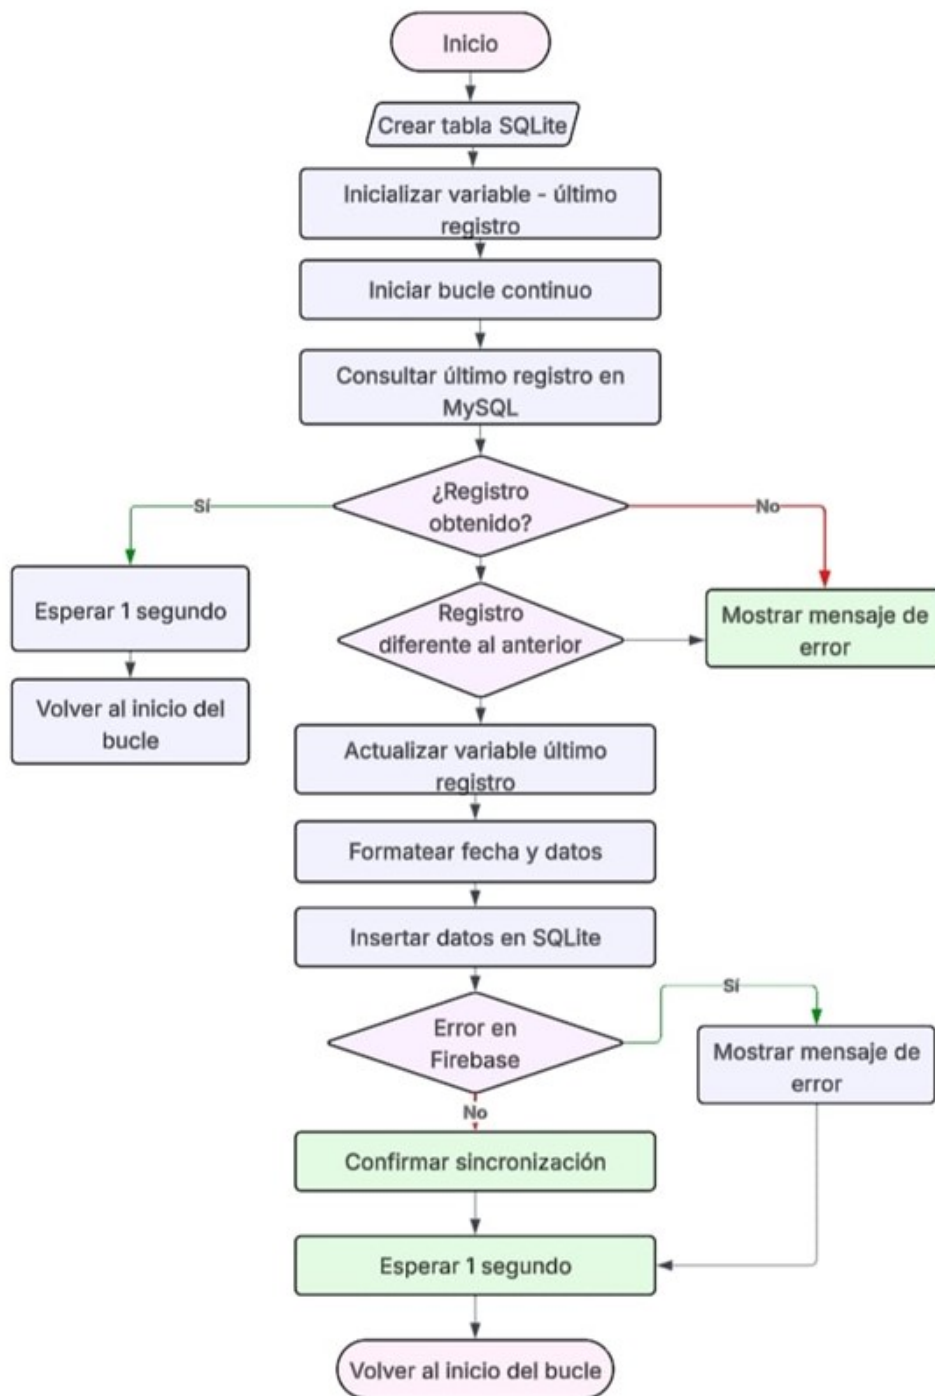 Inicio
Crear tabla SQLite
Inicializar variable - último
registro
Iniciar bucle continuo
Consultar último registro en
MySQL
¿Registro
obtenido?
Sí
No
Esperar 1 segundo
Volver al inicio del
bucle
Registro
diferente al anterior
Mostrar mensaje de
error
Actualizar variable último
registro
Formatear fecha y datos
Insertar datos en SQLite
Error en
Firebase
Sí
Mostrar mensaje de
error
No
Confirmar sincronización
Esperar 1 segundo
Volver al inicio del bucle